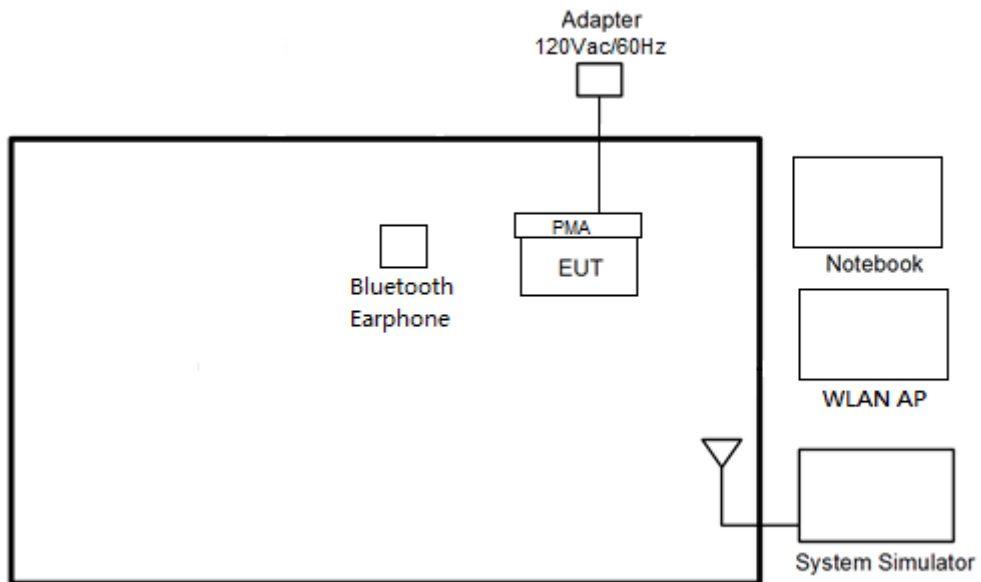 Adapter
120Vac/60Hz
PMA
EUT
Bluetooth
Earphone
Notebook
WLAN AP
System Simulator